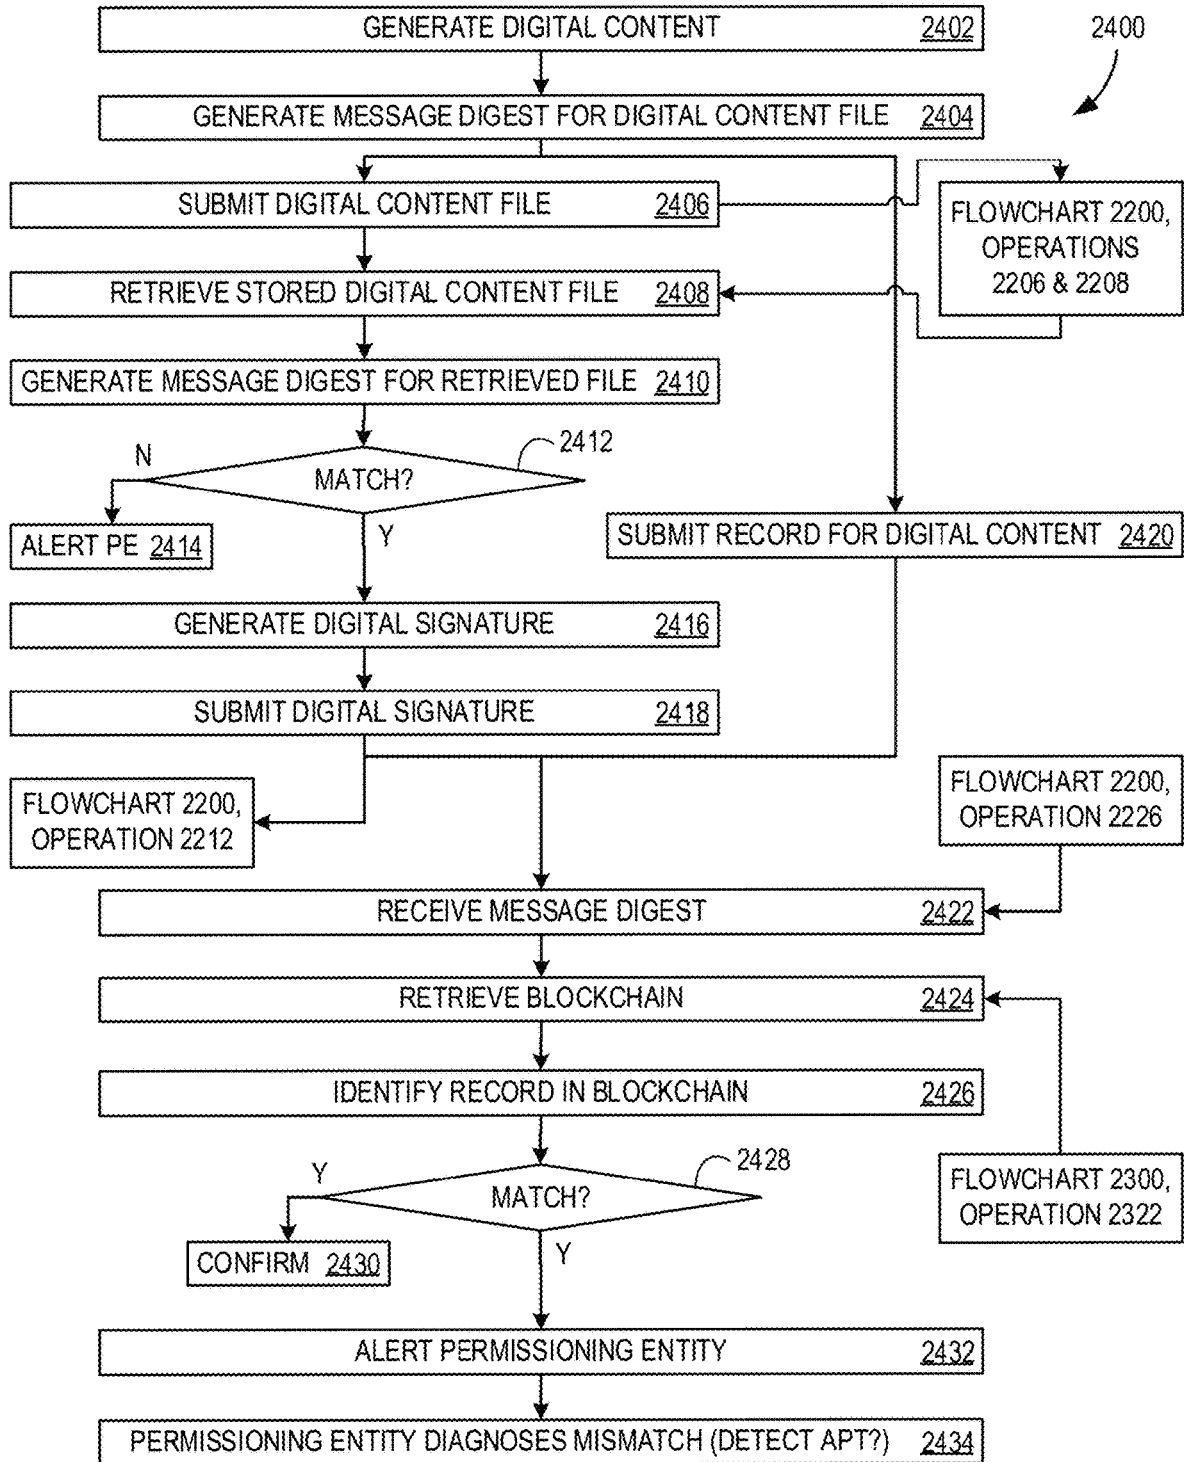 GENERATE DIGITAL CONTENT 2402
2400
GENERATE MESSAGE DIGEST FOR DIGITAL CONTENT FILE 2404
SUBMIT DIGITAL CONTENT FILE 2406
FLOWCHART 2200,
OPERATIONS
2206 & 2208
RETRIEVE STORED DIGITAL CONTENT FILE 2408
GENERATE MESSAGE DIGEST FOR RETRIEVED FILE 2410
2412
N
MATCH?
Y
ALERT PE 2414
SUBMIT RECORD FOR DIGITAL CONTENT 2420
GENERATE DIGITAL SIGNATURE 2416
SUBMIT DIGITAL SIGNATURE 2418
FLOWCHART 2200,
OPERATION 2212
FLOWCHART 2200,
OPERATION 2226
RECEIVE MESSAGE DIGEST 2422
RETRIEVE BLOCKCHAIN 2424
IDENTIFY RECORD IN BLOCKCHAIN 2426
2428
Y
MATCH?
Y
FLOWCHART 2300,
OPERATION 2322
CONFIRM 2430
ALERT PERMISSIONING ENTITY 2432
PERMISSIONING ENTITY DIAGNOSES MISMATCH (DETECT APT?) 2434